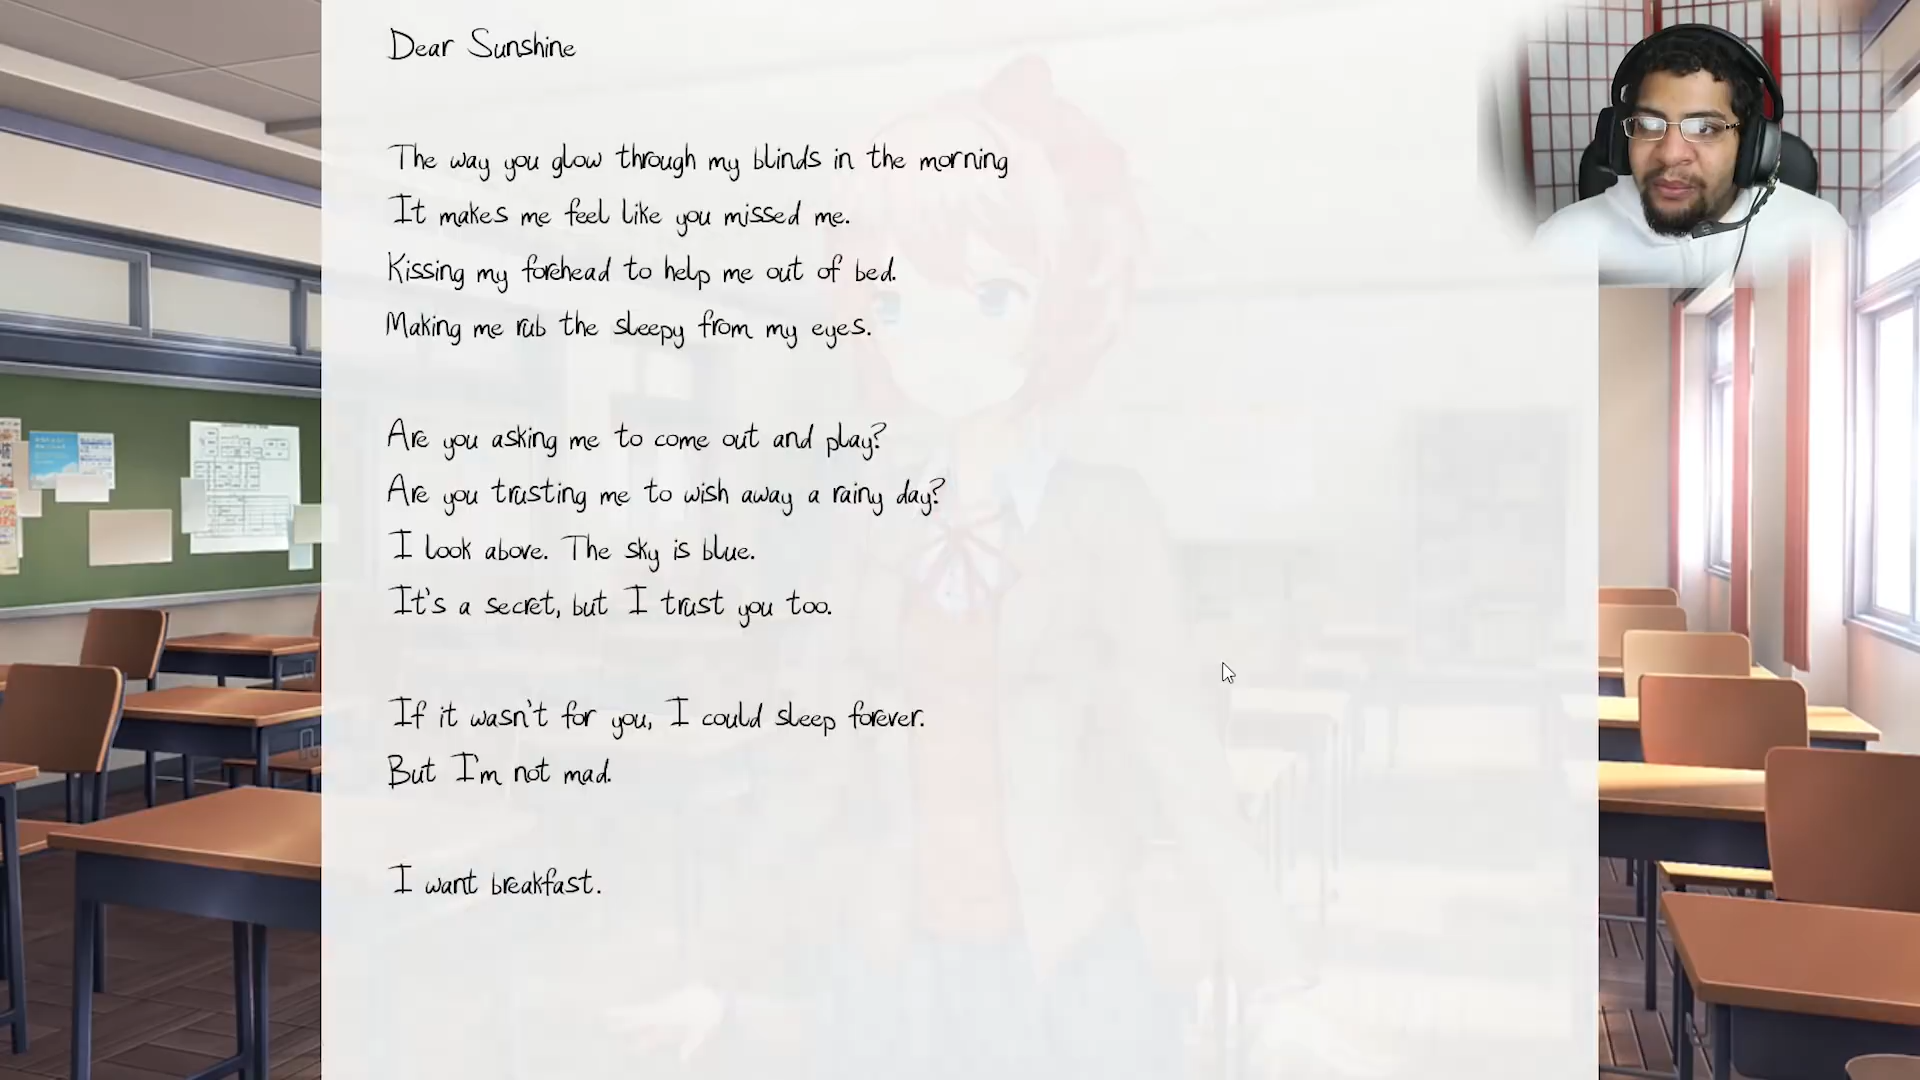 Dear Sunshine
The way you glow through my blinds in the morning
It makes me feel like you missed me.
Kissing my forehead to help me out of bed.
Making me rub the sleepy from my eyes.
Are you asking me to come out and play?
Are you trusting me to wish away a rainy day?
I look above. The sky is blue.
It's a secret, but I trust you too.
If it wasn't for you, I could sleep forever.
But I'm not mad.
I want breakfast.